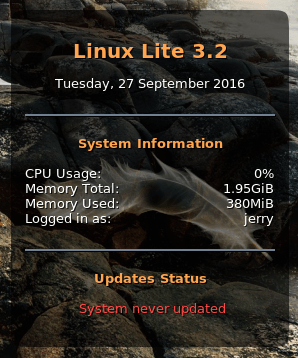 Linux Lite 3.2
Tuesday, 27 September 2016
System Information
CPU Usage: 0%
Memory Total: 1.95GiB
Memory Used: 380MiB
Logged in as: jerry
Updates Status
System never updated